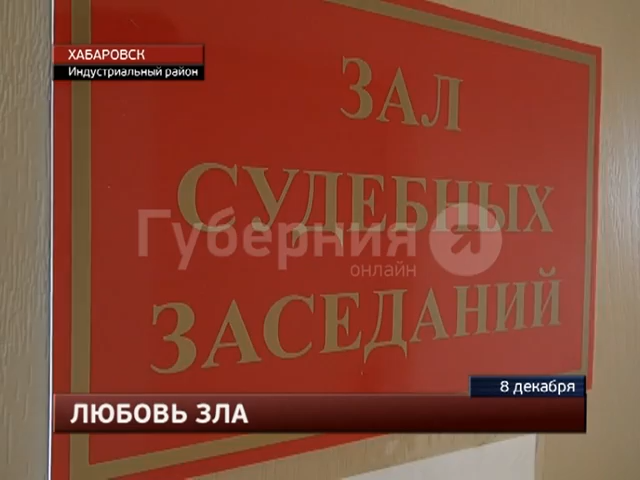 ХАБАРОВСК
Индустриальный район
ЗАЛ
СУДЕБНЫХ
Губерния
онлайн
ЗАСЕДАНИЙ
8 декабря
ЛЮБОВЬ ЗЛА